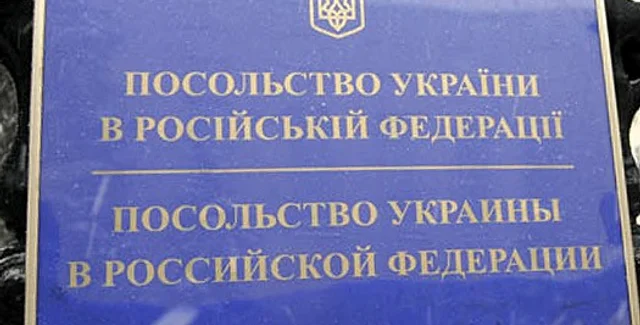 ПОСОЛЬСТВО УКРАЇНИ
В РОСІЙСЬКІЙ ФЕДЕРАЦІЇ
ПОСОЛЬСТВО УКРАИНЫ
В РОССИЙСКОЙ ФЕДЕРАЦИИ